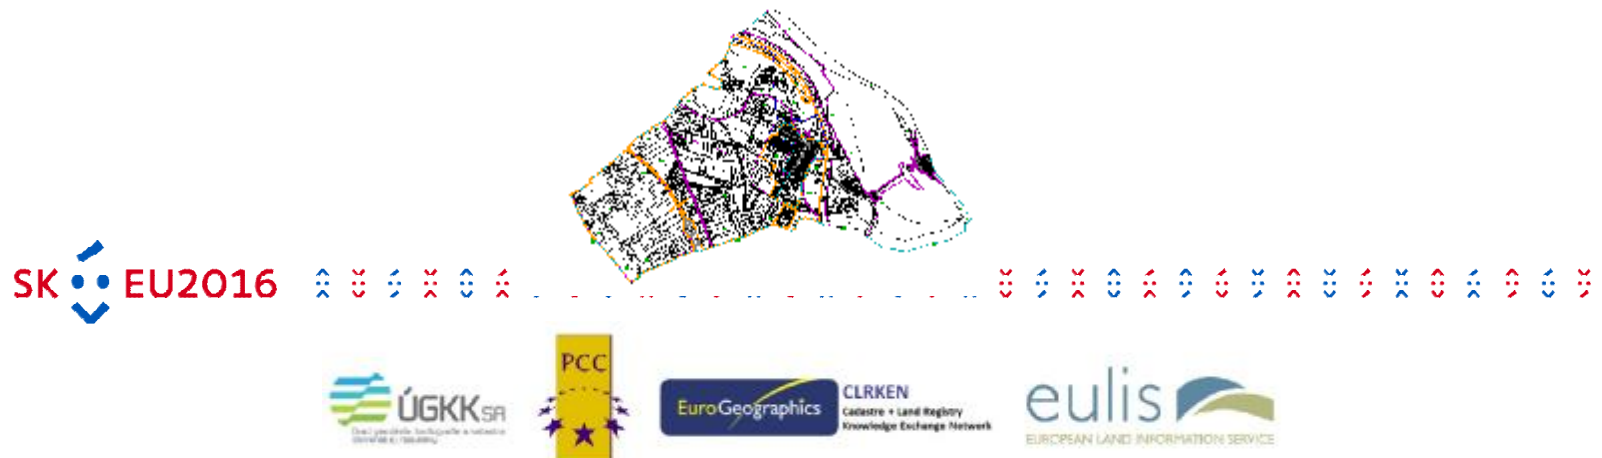 SK EU2016
PCC
ÚGKK SR
EuroGeographics
CLRKEN
Cadastre + Land Registry
Knowledge Exchange Network
eulis
EUROPEAN LAND INFORMATION SERVICE